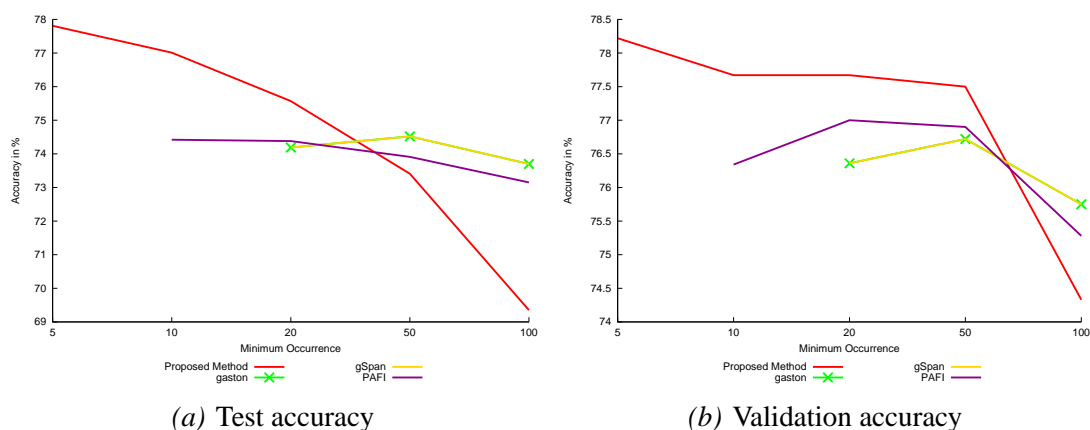 78
77
76
75
74
73
72
71
70
69
5
10
20
50
100
Accuracy in %
Minimum Occurrence
Proposed Method
gaston
gSpan
PAFI
(a) Test accuracy
78.5
78
77.5
77
76.5
76
75.5
75
74.5
74
5
10
20
50
100
Accuracy in %
Minimum Occurrence
Proposed Method
gaston
gSpan
PAFI
(b) Validation accuracy